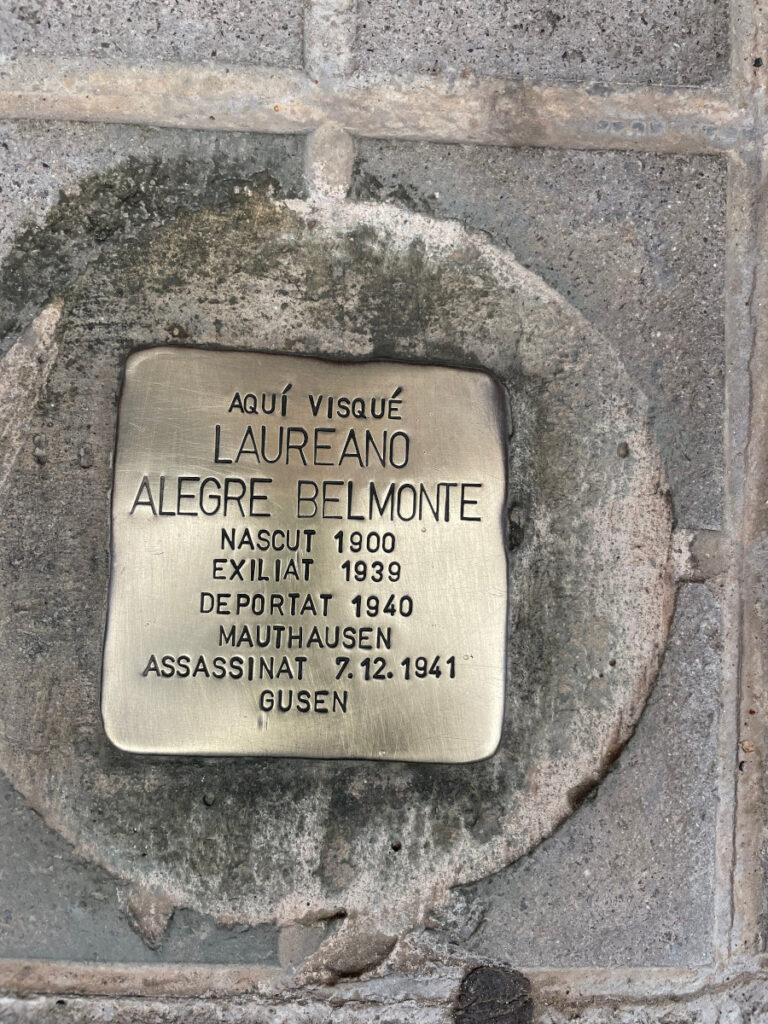 AQUÍ VISQUÉ
LAUREANO
ALEGRE BELMONTE
NASCUT 1900
EXILIAT 1939
DEPORTAT 1940
MAUTHAUSEN
ASSASSINAT 7.12.1941
GUSEN